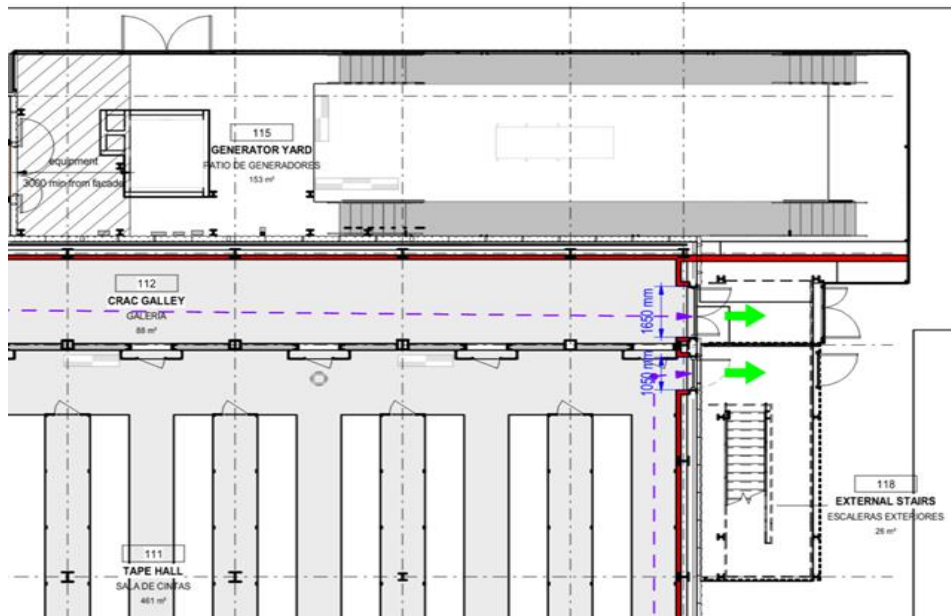 115
GENERATOR YARD
PATIO DE GENERADORES
153 m²
equipment
3000 min from facade
112
CRAC GALLEY
GALERÍA
88 m²
1650 mm
1050 mm
118
EXTERNAL STAIRS
ESCALERAS EXTERIORES
26 m²
111
TAPE HALL
SALA DE CINTAS
461 m²